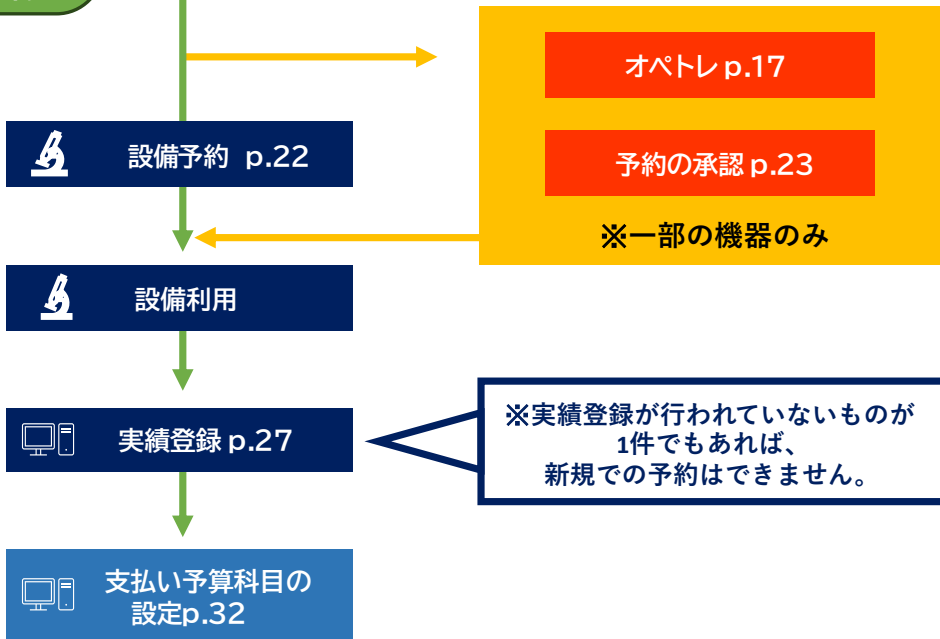 オペトレ p.17
設備予約 p.22
予約の承認 p.23
※一部の機器のみ
設備利用
実績登録 p.27
※実績登録が行われていないものが
1件でもあれば、
新規での予約はできません。
支払い予算科目の
設定p.32